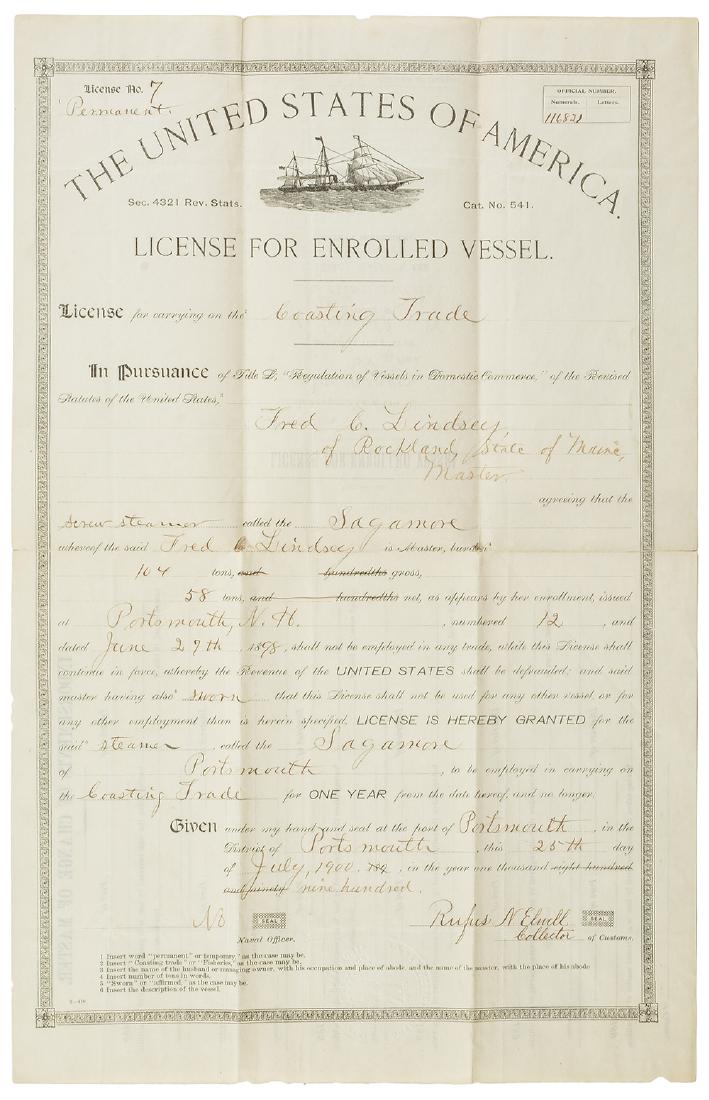 License No. 7
Permanent.
OFFICIAL NUMBER.
Numerals. Letters.
116821
THE UNITED STATES OF AMERICA.
Sec. 4321 Rev. Stats.
Cat. No. 541.
LICENSE FOR ENROLLED VESSEL.
License for carrying on the Coasting Trade
In Pursuance of Title L, "Regulation of Vessels in Domestic Commerce," of the Revised
Statutes of the United States,
Fred C. Lindsey,
of Rockland, State of Maine,
Master
agreeing that the
screw steamer called the Sagamore
whereof the said Fred C Lindsey is Master, burden
104 tons, and hundredths gross,
58 tons, and hundredths net, as appears by her enrollment, issued
at Portsmouth, N.H. , numbered 12 , and
dated June 27th , 1898, shall not be employed in any trade, while this License shall
continue in force, whereby the Revenue of the UNITED STATES shall be defrauded; and said
master having also sworn that this License shall not be used for any other vessel, or for
any other employment than is herein specified, LICENSE IS HEREBY GRANTED for the
said steamer , called the Sagamore
of Portsmouth , to be employed in carrying on
the Coasting Trade for ONE YEAR from the date hereof, and no longer.
Given under my hand and seal at the port of Portsmouth , in the
District of Portsmouth , this 25th day
of July, 1900. 189 , in the year one thousand eight hundred
and ninety nine hundred.
No SEAL Rufus N Elwell SEAL
Naval Officer. Collector of Customs.
1 Insert word "permanent" or temporary," as the case may be.
2 Insert "Coasting trade" or "Fisheries," as the case may be.
3 Insert the name of the husband or managing owner, with his occupation and place of abode, and the name of the master, with the place of his abode
4 Insert number of tons in words.
5 "Sworn" or "affirmed," as the case may be.
6 Insert the description of the vessel.
CHANGE OF MASTER.